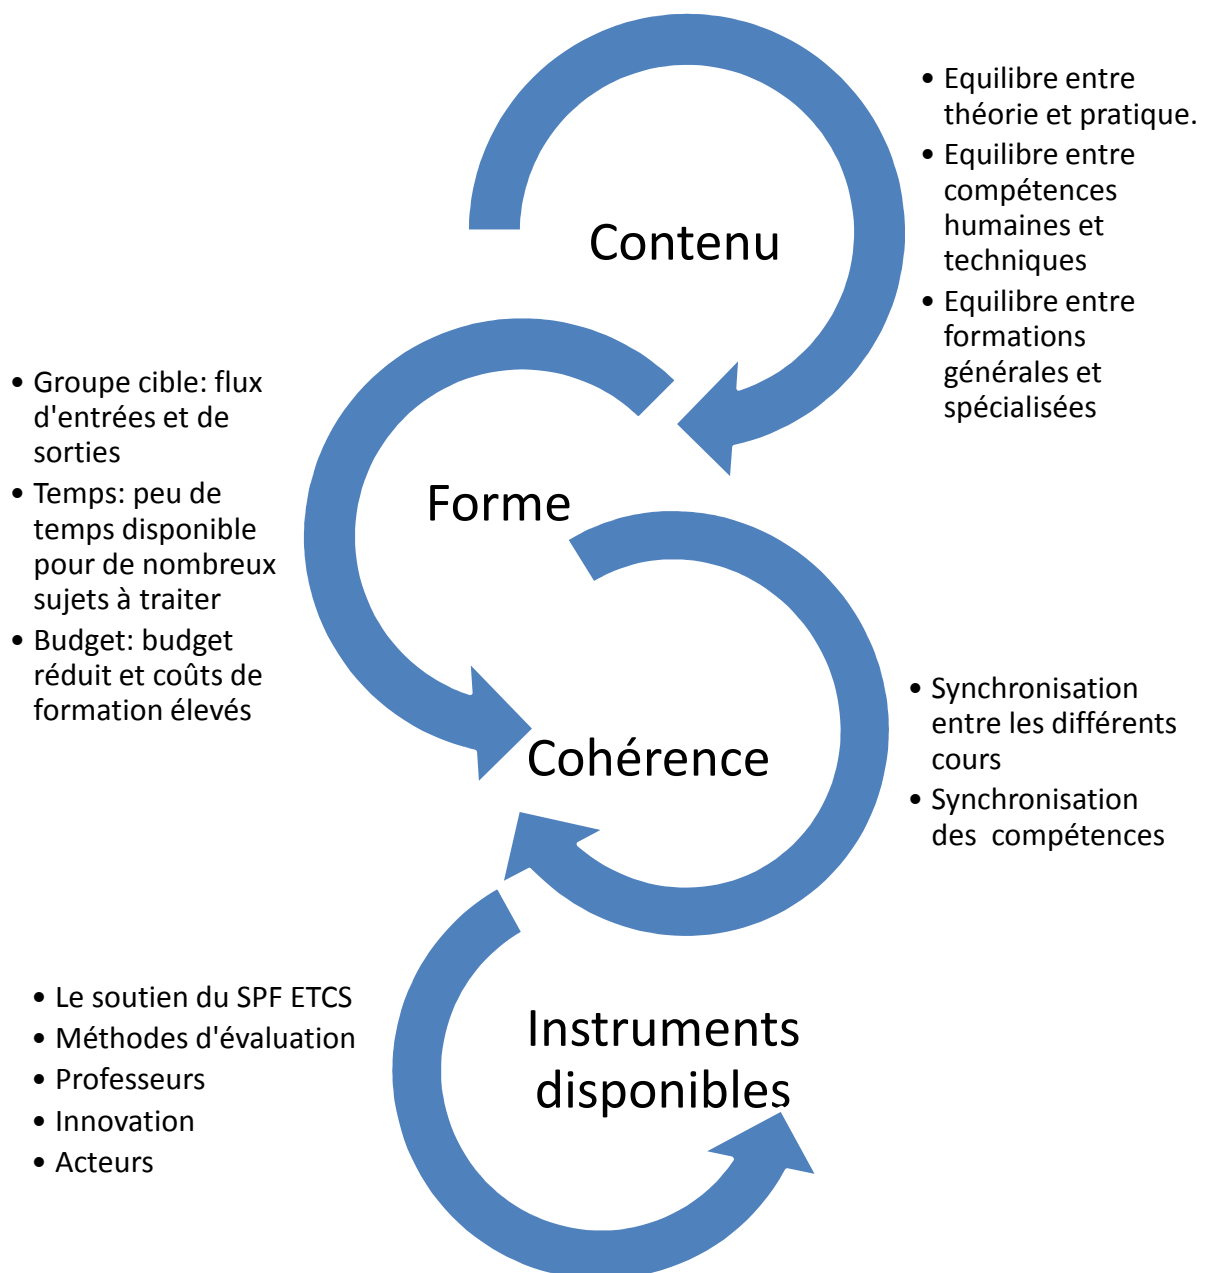 • Equilibre entre
théorie et pratique.
• Equilibre entre
compétences
humaines et
techniques
• Equilibre entre
formations
générales et
spécialisées
Contenu
• Groupe cible: flux
d'entrées et de
sorties
• Temps: peu de
temps disponible
pour de nombreux
sujets à traiter
• Budget: budget
réduit et coûts de
formation élevés
Forme
• Synchronisation
entre les différents
cours
• Synchronisation
des  compétences
Cohérence
• Le soutien du SPF ETCS
• Méthodes d'évaluation
• Professeurs
• Innovation
• Acteurs
Instruments
disponibles